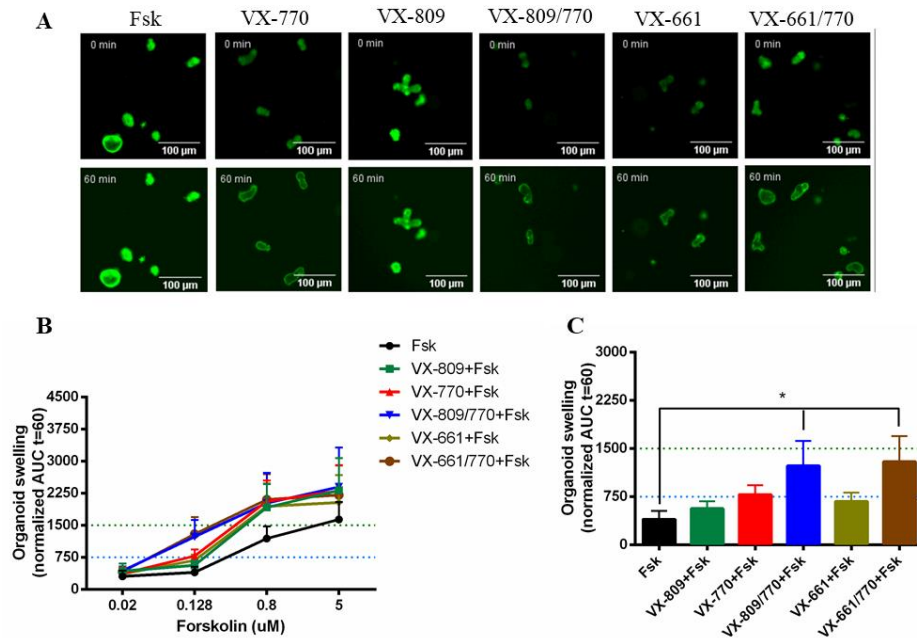 A
Fsk
VX-770
VX-809
VX-809/770
VX-661
VX-661/770
0 min
100 µm
0 min
100 µm
0 min
100 µm
0 min
100 µm
0 min
100 µm
0 min
100 µm
60 min
100 µm
60 min
100 µm
60 min
100 µm
60 min
100 µm
60 min
100 µm
60 min
100 µm
B
Organoid swelling
(normalized AUC t=60)
4500
3750
3000
2250
1500
750
0
0.02
0.128
0.8
5
Forskolin (uM)
Fsk
VX-809+Fsk
VX-770+Fsk
VX-809/770+Fsk
VX-661+Fsk
VX-661/770+Fsk
C
Organoid swelling
(normalized AUC t=60)
3000
2250
1500
750
0
*
Fsk
VX-809+Fsk
VX-770+Fsk
VX-809/770+Fsk
VX-661+Fsk
VX-661/770+Fsk